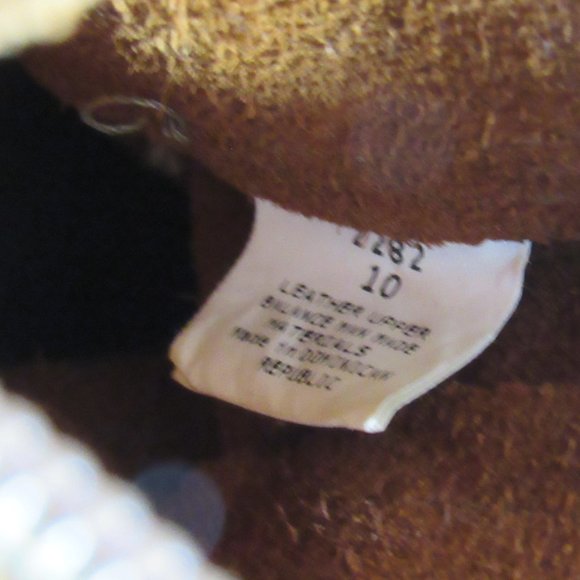 2282
10
LEATHER UPPER
BALANCE MAN MADE
MATERIALS
MADE IN DOMINICAN
REPUBLIC